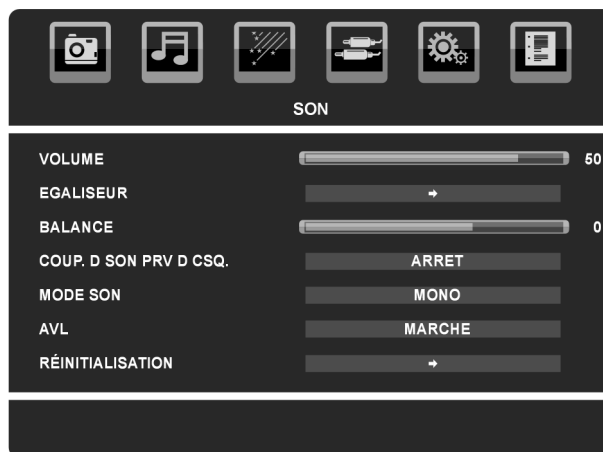 SON
VOLUME 50
EGALISEUR
BALANCE 0
COUP. D SON PRV D CSQ. ARRET
MODE SON MONO
AVL MARCHE
RÉINITIALISATION